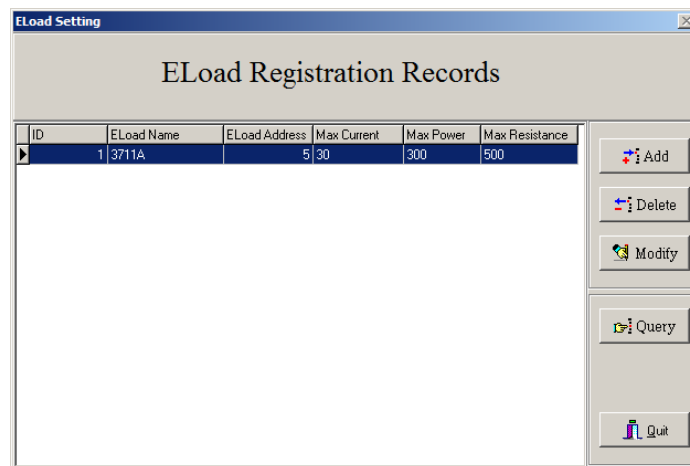 ELoad Setting
ELoad Registration Records
ID ELoad Name ELoad Address Max Current Max Power Max Resistance
1 3711A 5 30 300 500
Add
Delete
Modify
Query
Quit